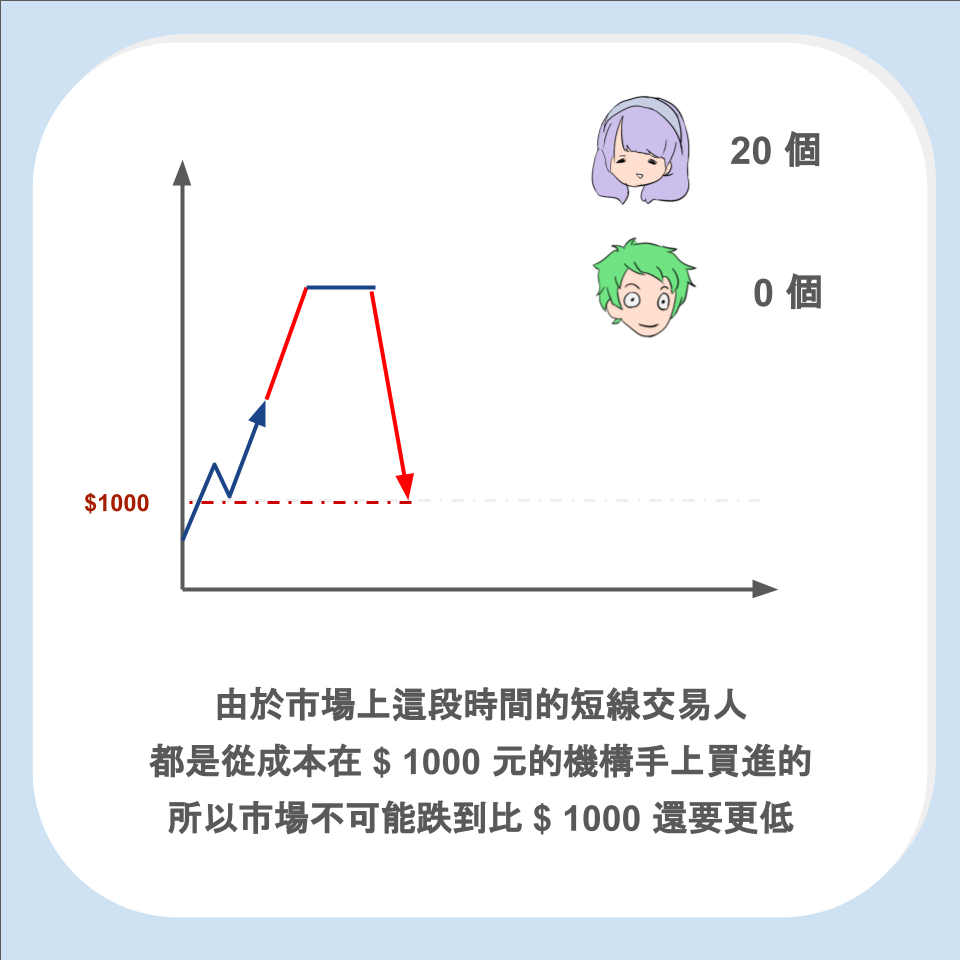 20 個
0 個
$1000
由於市場上這段時間的短線交易人
都是從成本在 $ 1000 元的機構手上買進的
所以市場不可能跌到比 $ 1000 還要更低